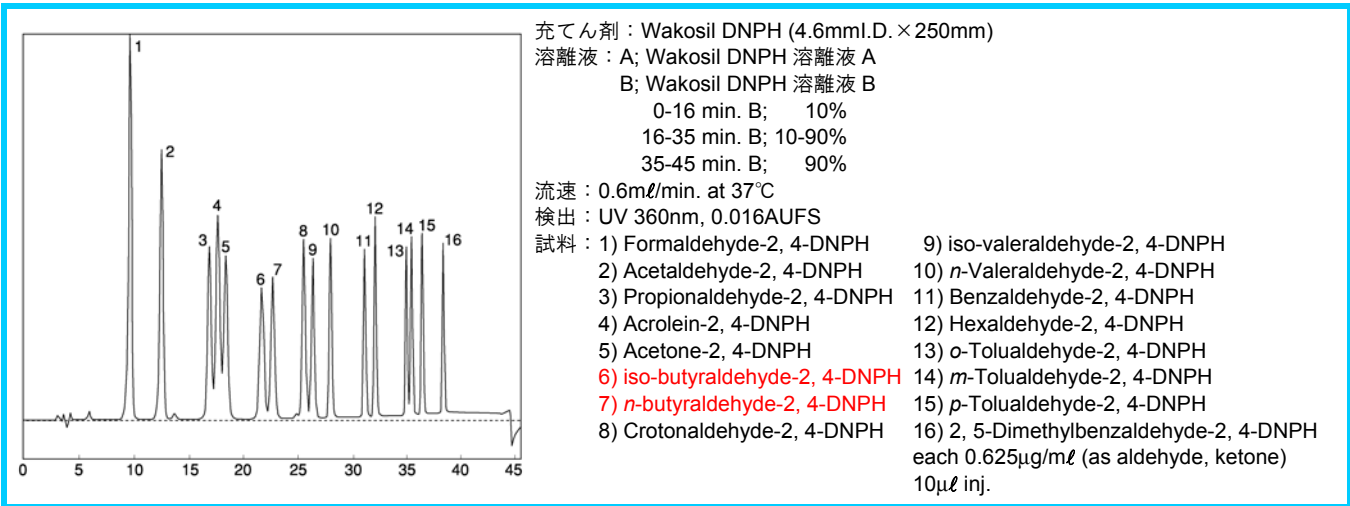 充てん剤：Wakosil DNPH (4.6mmI.D.×250mm)
溶離液：A; Wakosil DNPH 溶離液 A
B; Wakosil DNPH 溶離液 B
0-16 min. B; 10%
16-35 min. B; 10-90%
35-45 min. B; 90%
流速：0.6mℓ/min. at 37℃
検出：UV 360nm, 0.016AUFS
試料：1) Formaldehyde-2, 4-DNPH
2) Acetaldehyde-2, 4-DNPH
3) Propionaldehyde-2, 4-DNPH
4) Acrolein-2, 4-DNPH
5) Acetone-2, 4-DNPH
6) iso-butyraldehyde-2, 4-DNPH
7) n-butyraldehyde-2, 4-DNPH
8) Crotonaldehyde-2, 4-DNPH
9) iso-valeraldehyde-2, 4-DNPH
10) n-Valeraldehyde-2, 4-DNPH
11) Benzaldehyde-2, 4-DNPH
12) Hexaldehyde-2, 4-DNPH
13) o-Tolualdehyde-2, 4-DNPH
14) m-Tolualdehyde-2, 4-DNPH
15) p-Tolualdehyde-2, 4-DNPH
16) 2, 5-Dimethylbenzaldehyde-2, 4-DNPH
each 0.625μg/mℓ (as aldehyde, ketone)
10μℓ inj.
1
2
3
4
5
6
7
8
9
10
11
12
13
14
15
16
0 5 10 15 20 25 30 35 40 45